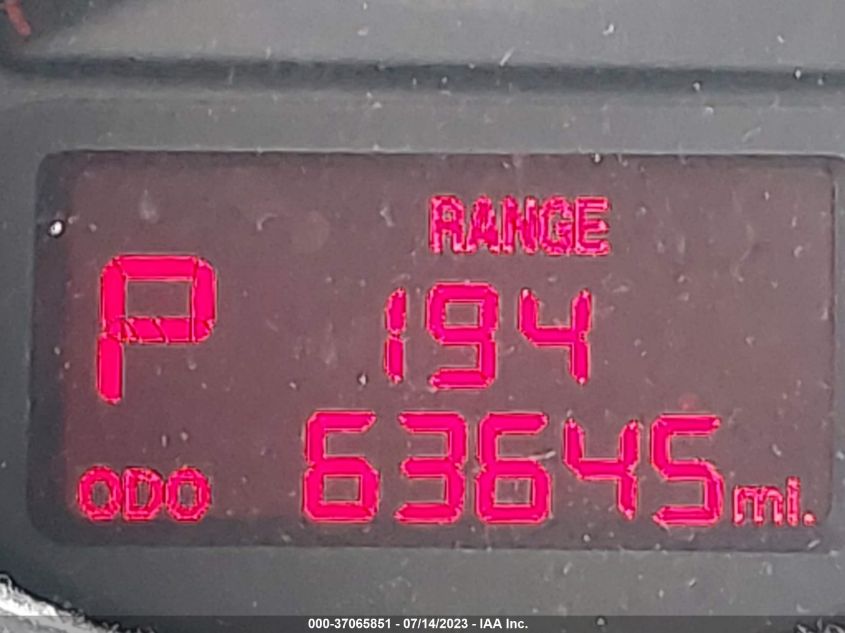 RANGE
P 194
ODO 63645 mi.
000-37065851 - 07/14/2023 - IAA Inc.